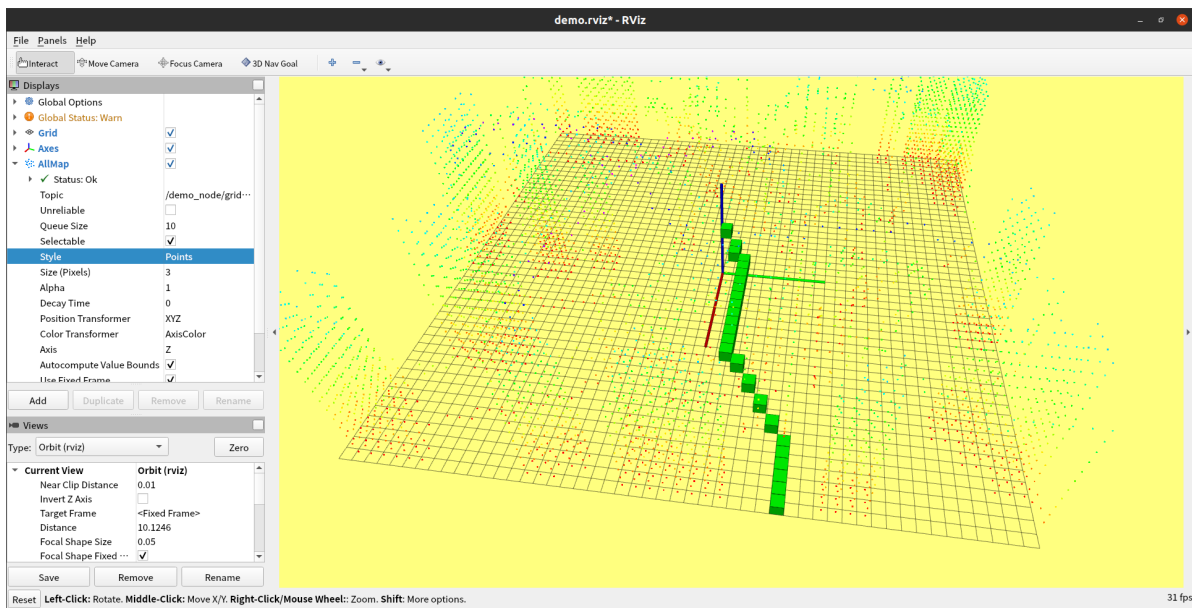 demo.rviz* - RViz
File Panels Help
Interact Move Camera Focus Camera 3D Nav Goal
Displays
Global Options
Global Status: Warn
Grid
Axes
AllMap
Status: Ok
Topic /demo_node/grid···
Unreliable
Queue Size 10
Selectable
Style Points
Size (Pixels) 3
Alpha 1
Decay Time 0
Position Transformer XYZ
Color Transformer AxisColor
Axis Z
Autocompute Value Bounds
Use Fixed Frame
Add Duplicate Remove Rename
Views
Type: Orbit (rviz) Zero
Current View Orbit (rviz)
Near Clip Distance 0.01
Invert Z Axis
Target Frame <Fixed Frame>
Distance 10.1246
Focal Shape Size 0.05
Focal Shape Fixed ···
Save Remove Rename
Reset Left-Click: Rotate. Middle-Click: Move X/Y. Right-Click/Mouse Wheel:: Zoom. Shift: More options. 31 fps